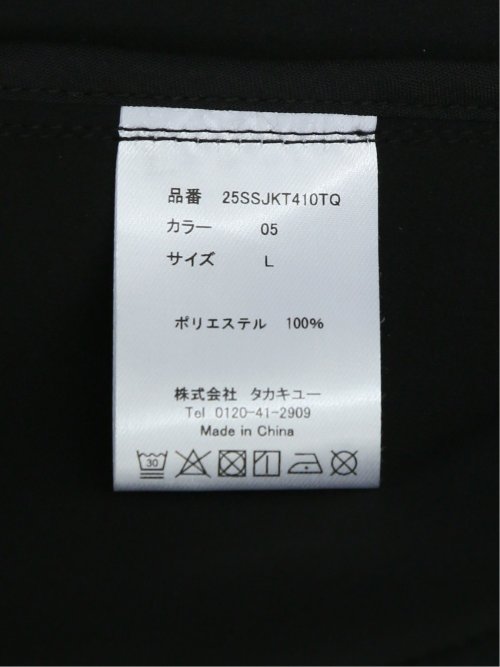 品番 25SSJKT410TQ
カラー 05
サイズ L
ポリエステル 100%
株式会社 タカキュー
Tel 0120-41-2909
Made in China
30